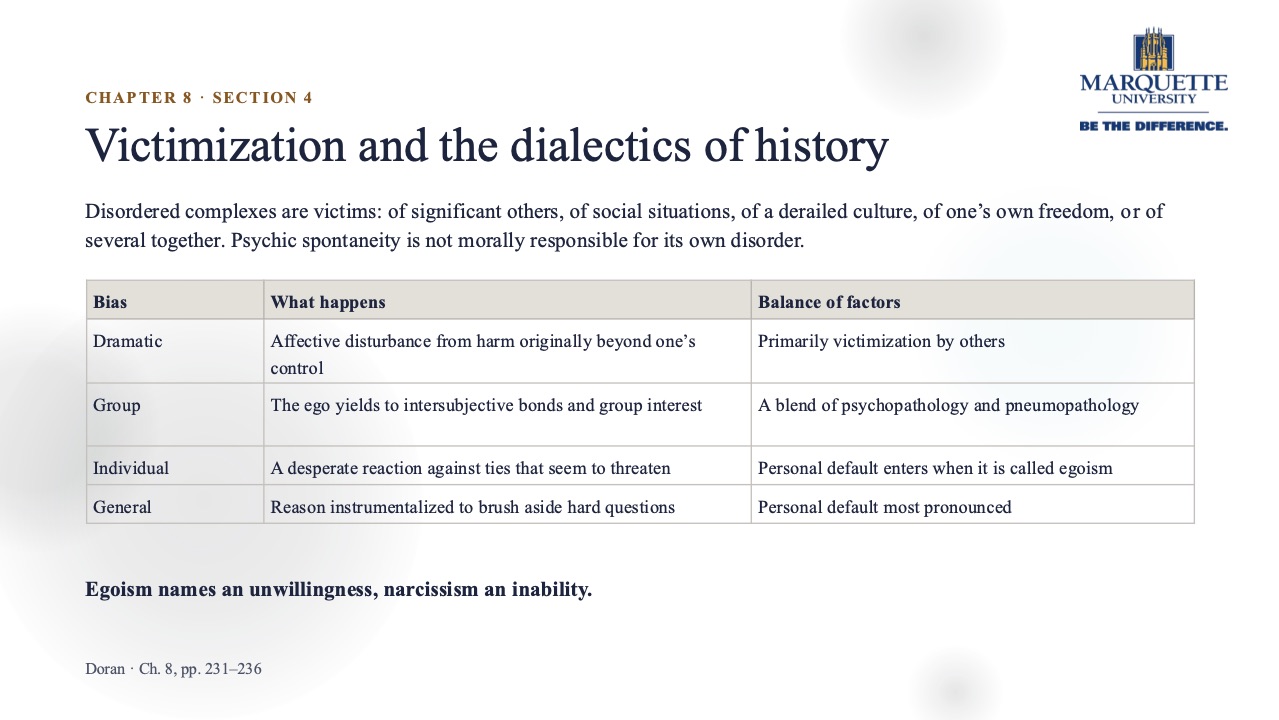 MARQUETTE
UNIVERSITY
BE THE DIFFERENCE.
CHAPTER 8 · SECTION 4
Victimization and the dialectics of history
Disordered complexes are victims: of significant others, of social situations, of a derailed culture, of one’s own freedom, or of
several together. Psychic spontaneity is not morally responsible for its own disorder.
Bias What happens Balance of factors
Dramatic Affective disturbance from harm originally beyond one’s Primarily victimization by others
control
Group The ego yields to intersubjective bonds and group interest A blend of psychopathology and pneumopathology
Individual A desperate reaction against ties that seem to threaten Personal default enters when it is called egoism
General Reason instrumentalized to brush aside hard questions Personal default most pronounced
Egoism names an unwillingness, narcissism an inability.
Doran · Ch. 8, pp. 231–236